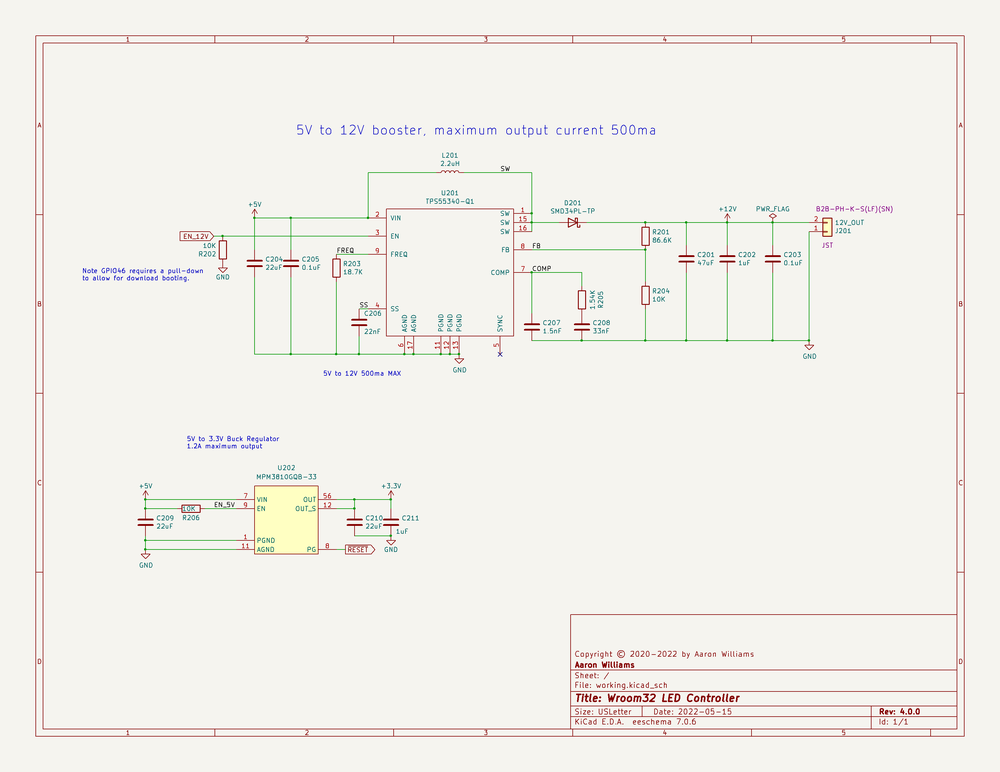 1 2 3 4 5
A A
5V to 12V booster, maximum output current 500ma
L201
2.2uH
SW
U201
TPS55340-Q1
D201
SMD34PL-TP
+5V
+12V
PWR_FLAG
B2B-PH-K-S(LF)(SN)
2 VIN
SW 1
SW 15
SW 16
2 12V_OUT
1 J201
JST
EN_12V
3 EN
10K
R202
GND
FREQ
9 FREQ
FB 8 FB
R201
86.6K
C204
22uF
C205
0.1uF
R203
18.7K
COMP 7 COMP
C201
47uF
C202
1uF
C203
0.1uF
Note GPIO46 requires a pull-down
to allow for download booting.
1.54K
R205
R204
10K
B B
SS
4 SS
C206
22nF
AGND
AGND
PGND
PGND
PGND
SYNC
6 17 11 12 13 5
C207
1.5nF
C208
33nF
GND
GND
5V to 12V 500ma MAX
5V to 3.3V Buck Regulator
1.2A maximum output
U202
MPM3810GQB-33
C C
+5V
+3.3V
7 VIN
OUT 56
EN_5V
9 EN
OUT_S 12
10K
R206
C209
22uF
C210
22uF
C211
1uF
1 PGND
11 AGND
PG 8
RESET
GND
GND
D D
Copyright © 2020-2022 by Aaron Williams
Aaron Williams
Sheet: /
File: working.kicad_sch
Title: Wroom32 LED Controller
Size: USLetter Date: 2022-05-15 Rev: 4.0.0
KiCad E.D.A. eeschema 7.0.6 Id: 1/1
1 2 3 4 5